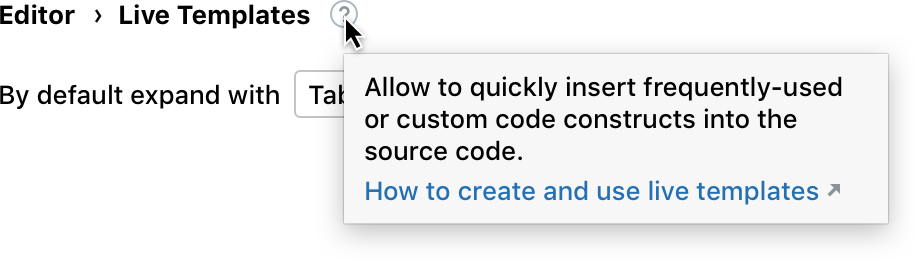 Editor › Live Templates ?
By default expand with Tab
Allow to quickly insert frequently-used
or custom code constructs into the
source code.
How to create and use live templates ↗